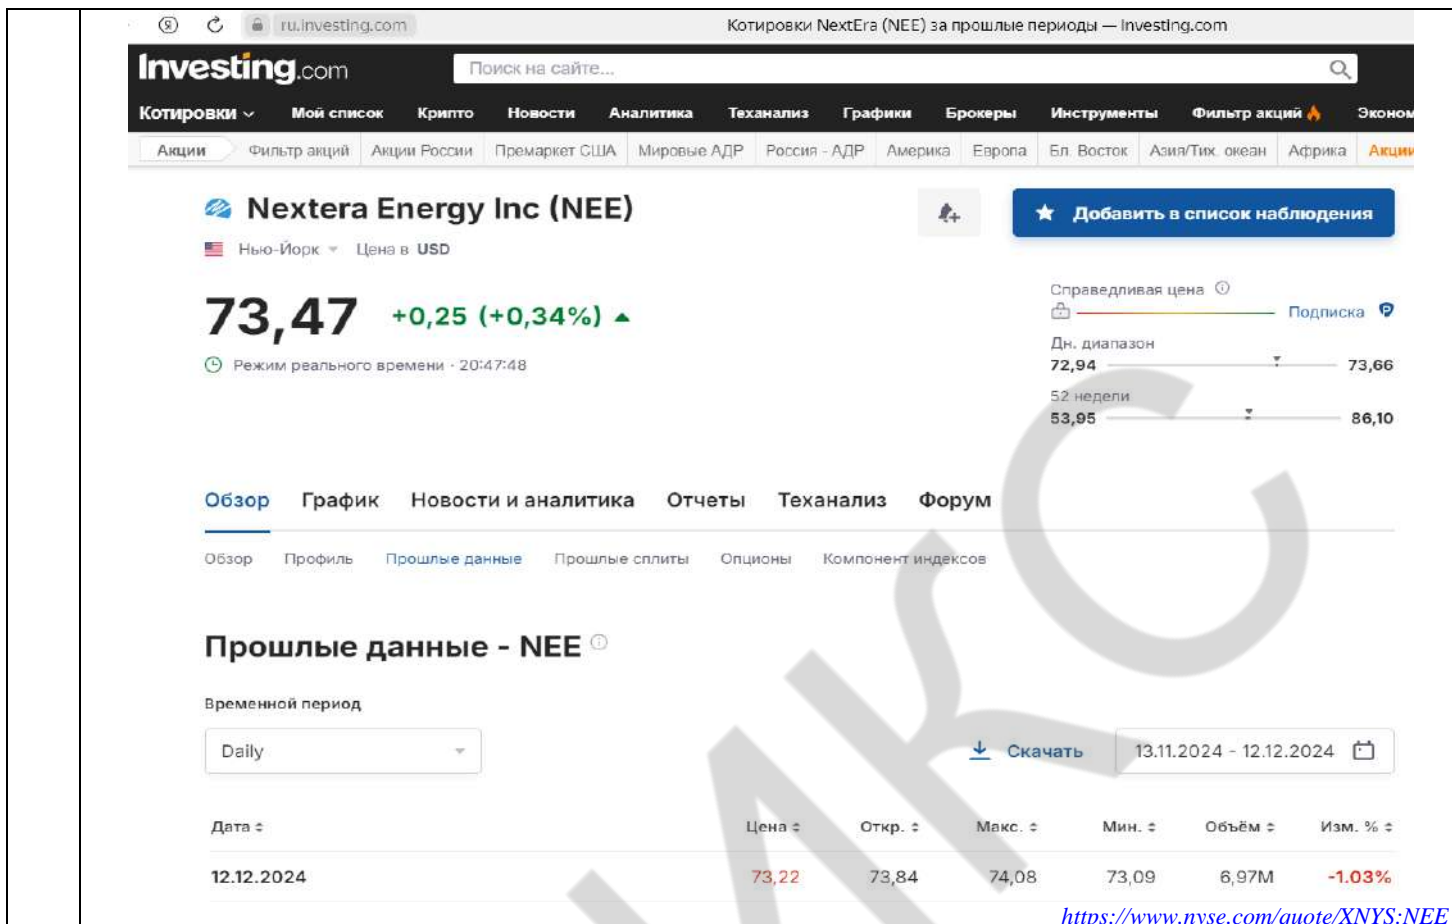 ru.investing.com Котировки NextEra (NEE) за прошлые периоды — Investing.com
Investing.com Поиск на сайте...
Котировки Мой список Крипто Новости Аналитика Теханализ Графики Брокеры Инструменты Фильтр акций Эконом
Акции Фильтр акций Акции России Премаркет США Мировые АДР Россия - АДР Америка Европа Бл. Восток Азия/Тих. океан Африка Акции
Nextera Energy Inc (NEE) Добавить в список наблюдения
Нью-Йорк Цена в USD
73,47 +0,25 (+0,34%)
Режим реального времени · 20:47:48
Справедливая цена
Подписка
Дн. диапазон
72,94 73,66
52 недели
53,95 86,10
Обзор График Новости и аналитика Отчеты Теханализ Форум
Обзор Профиль Прошлые данные Прошлые сплиты Опционы Компонент индексов
Прошлые данные - NEE
Временной период
Daily Скачать 13.11.2024 - 12.12.2024
Дата Цена Откр. Макс. Мин. Объём Изм. %
12.12.2024 73,22 73,84 74,08 73,09 6,97M -1.03%
https://www.nyse.com/quote/XNYS:NEE